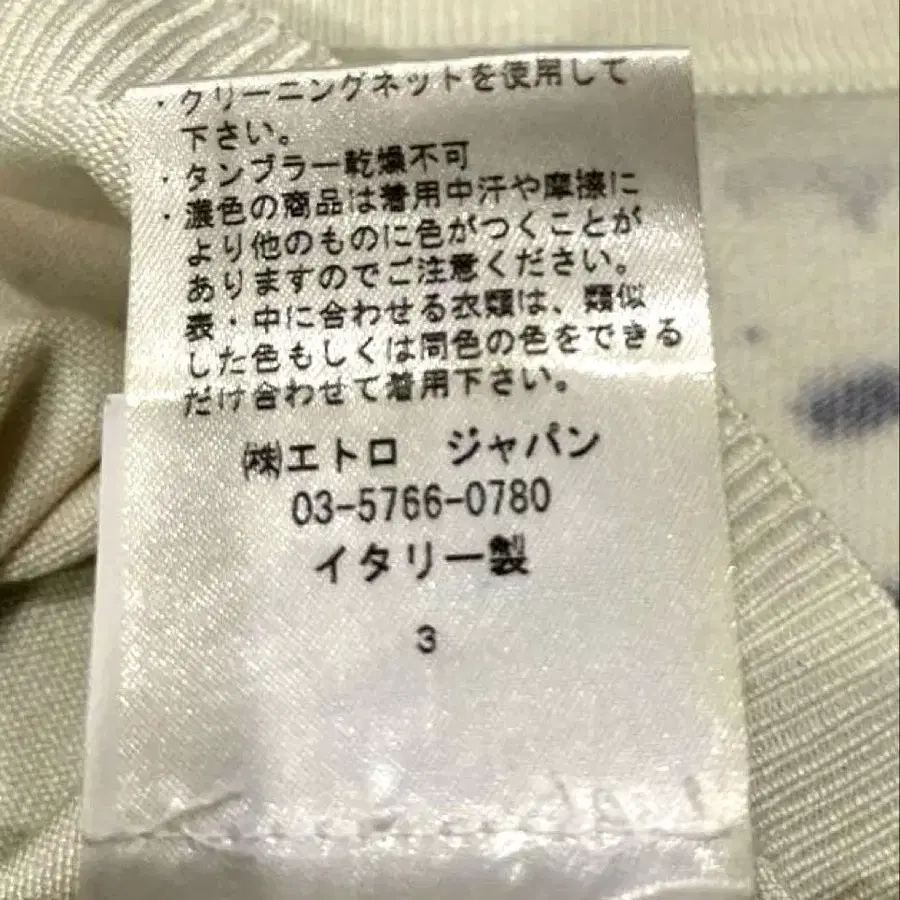 ・クリーニングネットを使用して
下さい。
・タンブラー乾燥不可
・濃色の商品は着用中汗や摩擦に
より他のものに色がつくことが
ありますのでご注意ください。
表・中に合わせる衣類は、類似
した色もしくは同色の色をできる
だけ合わせて着用下さい。
㈱エトロ ジャパン
03-5766-0780
イタリー製
3